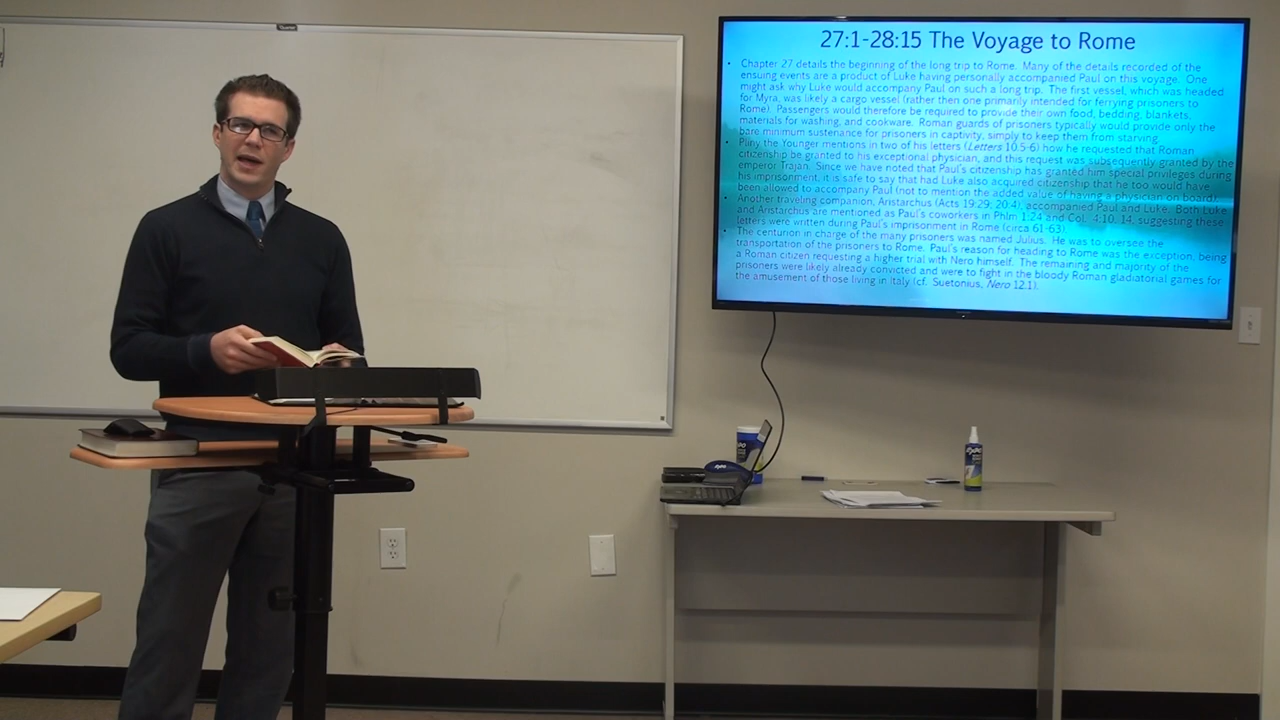 27:1-28:15 The Voyage to Rome
• Chapter 27 details the beginning of the long trip to Rome. Many of the details recorded of the
ensuing events are a product of Luke having personally accompanied Paul on this voyage. One
might ask why Luke would accompany Paul on such a long trip. The first vessel, which was headed
for Myra, was likely a cargo vessel (rather then one primarily intended for ferrying prisoners to
Rome). Passengers would therefore be required to provide their own food, bedding, blankets,
materials for washing, and cookware. Roman guards of prisoners typically would provide only the
bare minimum sustenance for prisoners in captivity, simply to keep them from starving.
• Pliny the Younger mentions in two of his letters (Letters 10.5-6) how he requested that Roman
citizenship be granted to his exceptional physician, and this request was subsequently granted by the
emperor Trajan. Since we have noted that Paul's citizenship has granted him special privileges during
his imprisonment, it is safe to say that had Luke also acquired citizenship that he too would have
been allowed to accompany Paul (not to mention the added value of having a physician on board).
• Another traveling companion, Aristarchus (Acts 19:29; 20:4), accompanied Paul and Luke. Both Luke
and Aristarchus are mentioned as Paul's coworkers in Phlm 1:24 and Col. 4:10, 14, suggesting these
letters were written during Paul's imprisonment in Rome (circa 61-63).
• The centurion in charge of the many prisoners was named Julius. He was to oversee the
transportation of the prisoners to Rome. Paul's reason for heading to Rome was the exception, being
a Roman citizen requesting a higher trial with Nero himself. The remaining and majority of the
prisoners were likely already convicted and were to fight in the bloody Roman gladiatorial games for
the amusement of those living in Italy (cf. Suetonius, Nero 12.1).
EXPO